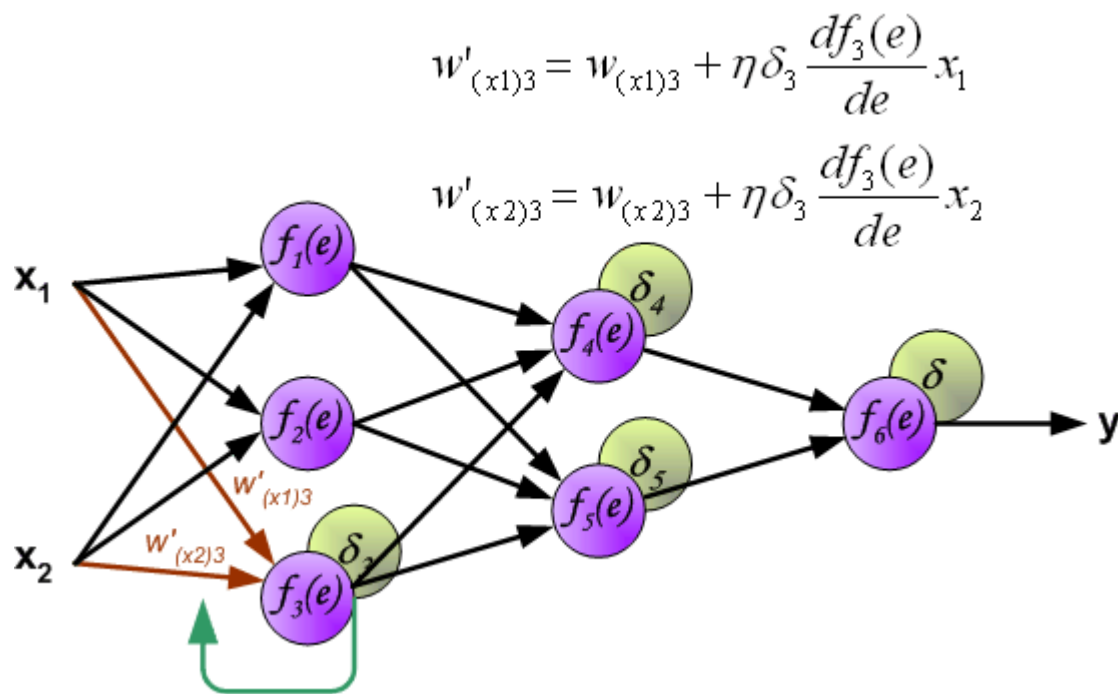 w'(x1)3 = w(x1)3 + ηδ3 df3(e)/de x1
w'(x2)3 = w(x2)3 + ηδ3 df3(e)/de x2
f1(e)
x1
δ4
f4(e)
δ
f2(e)
f6(e)
y
δ5
w'(x1)3
f5(e)
x2
w'(x2)3
δ3
f3(e)